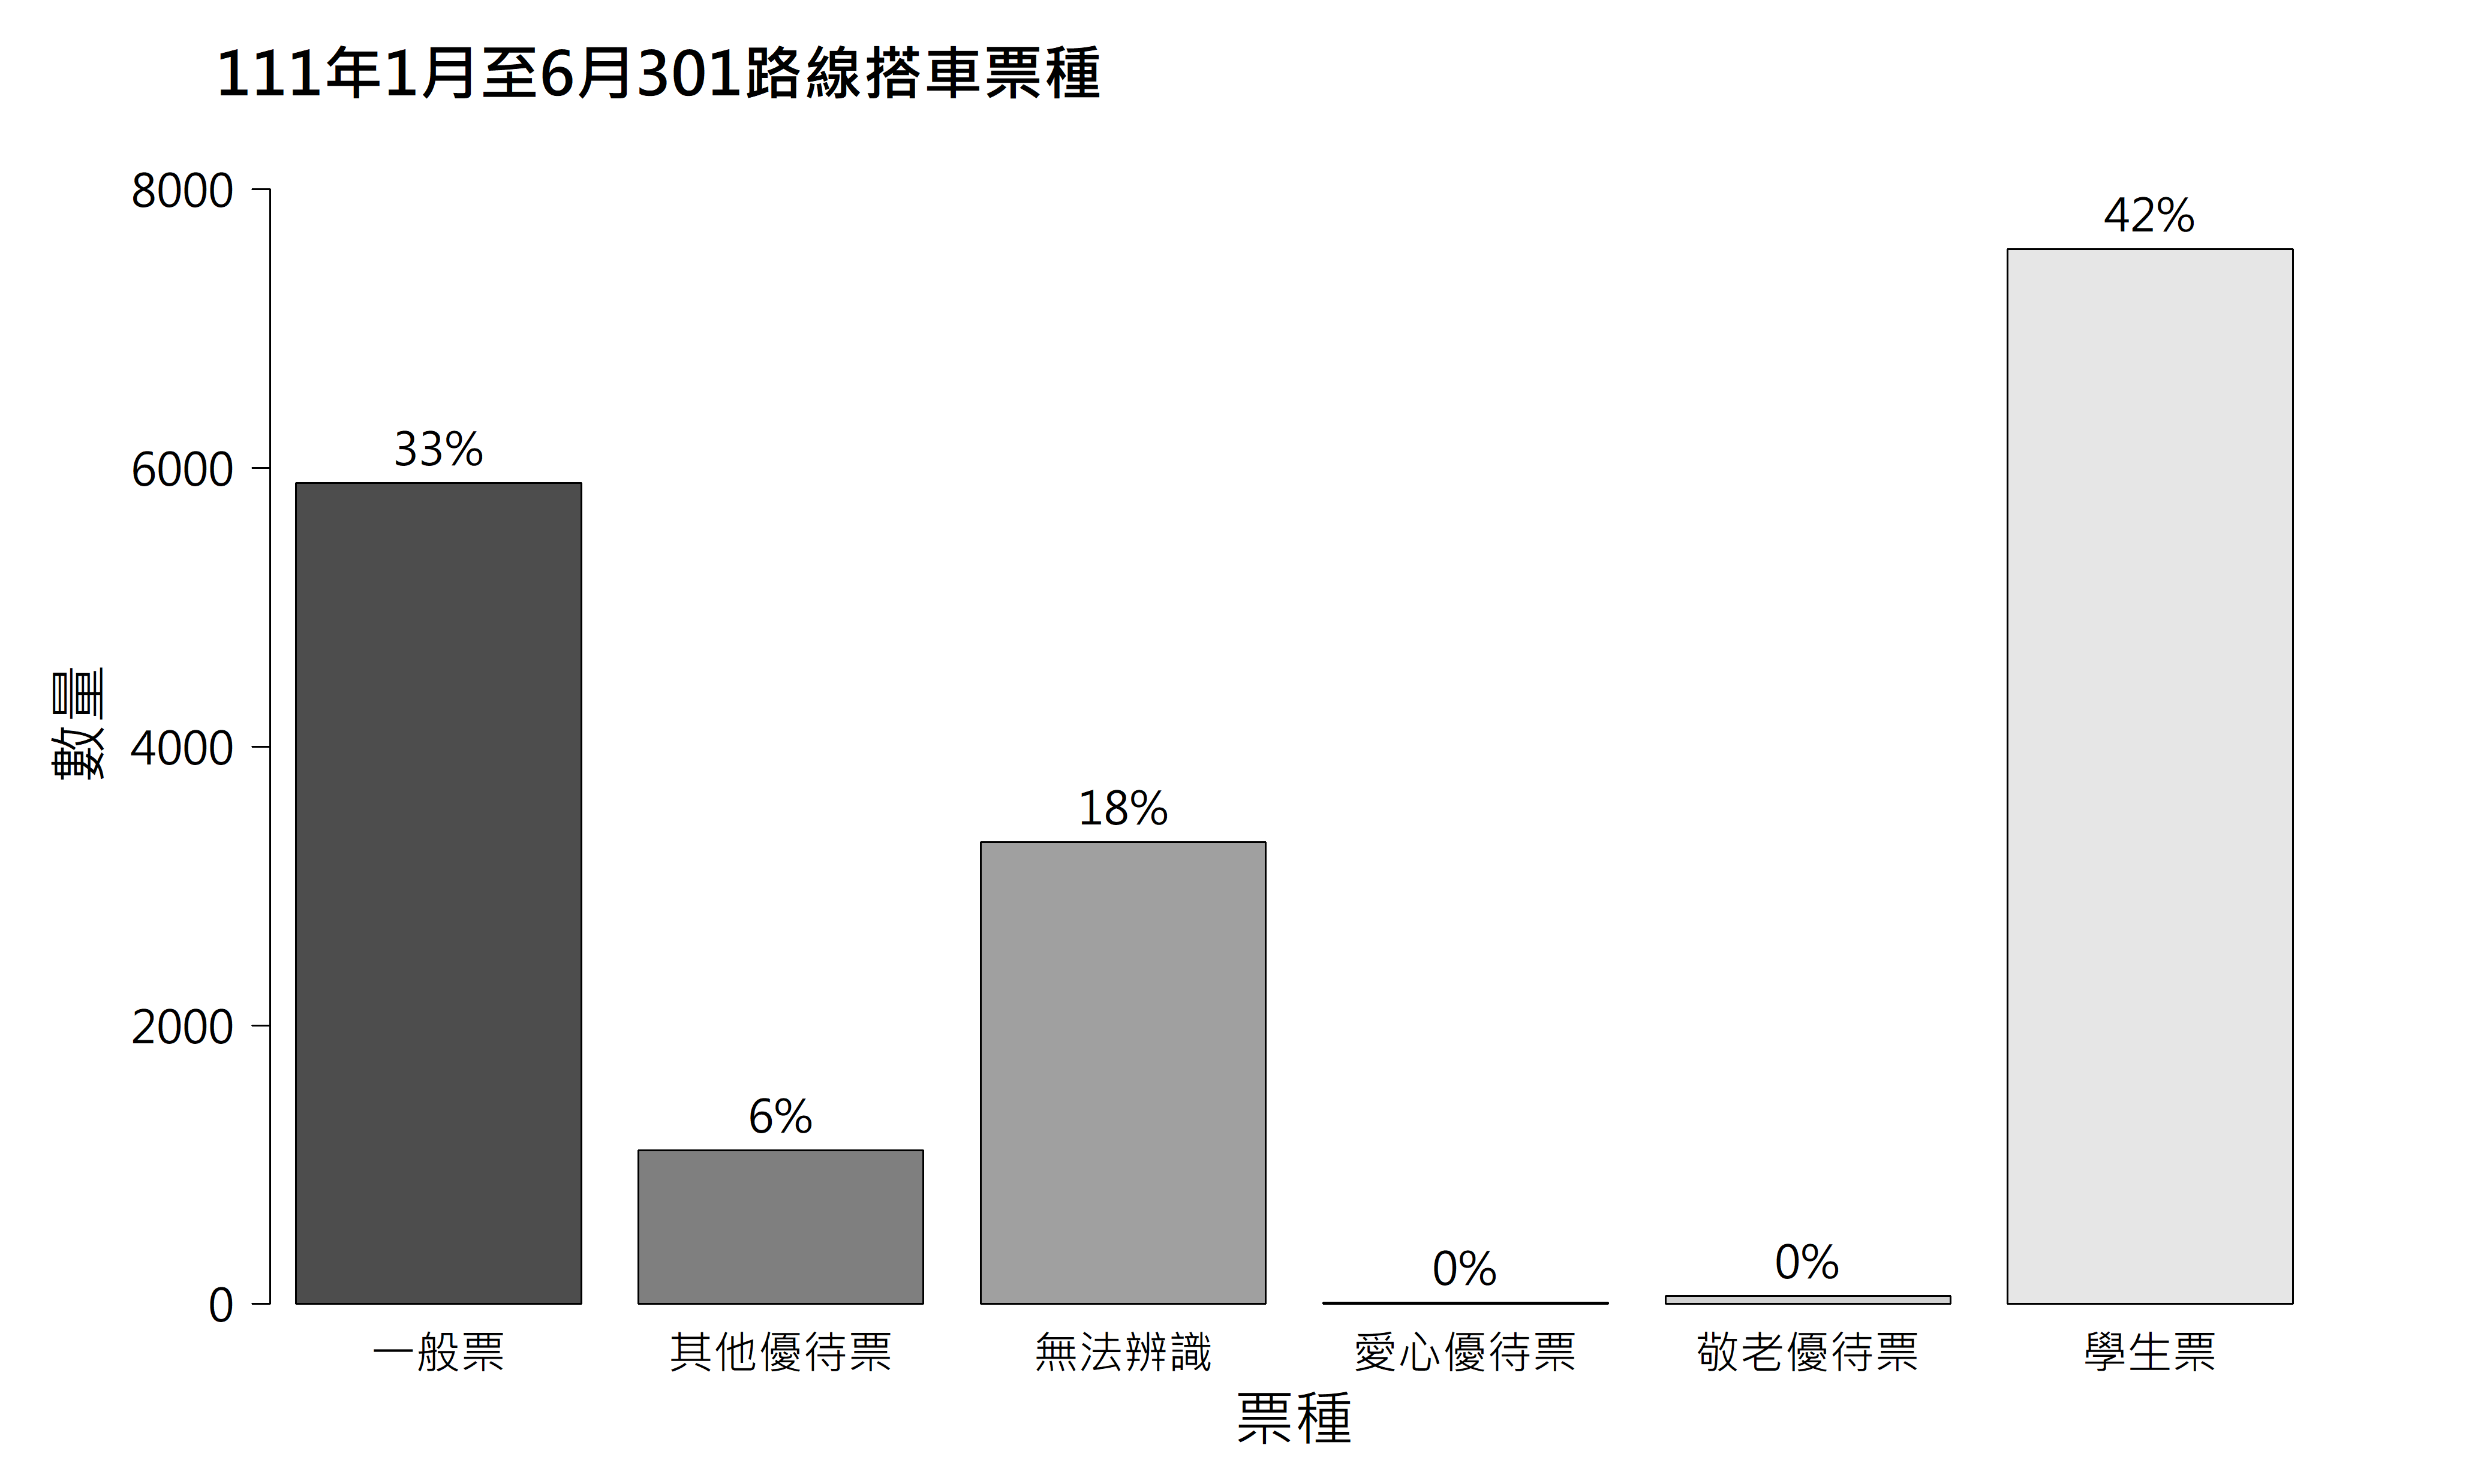 111年1月至6月301路線搭車票種
數量
8000
6000
4000
2000
0
33%
6%
18%
0%
0%
42%
一般票
其他優待票
無法辨識
愛心優待票
敬老優待票
學生票
票種